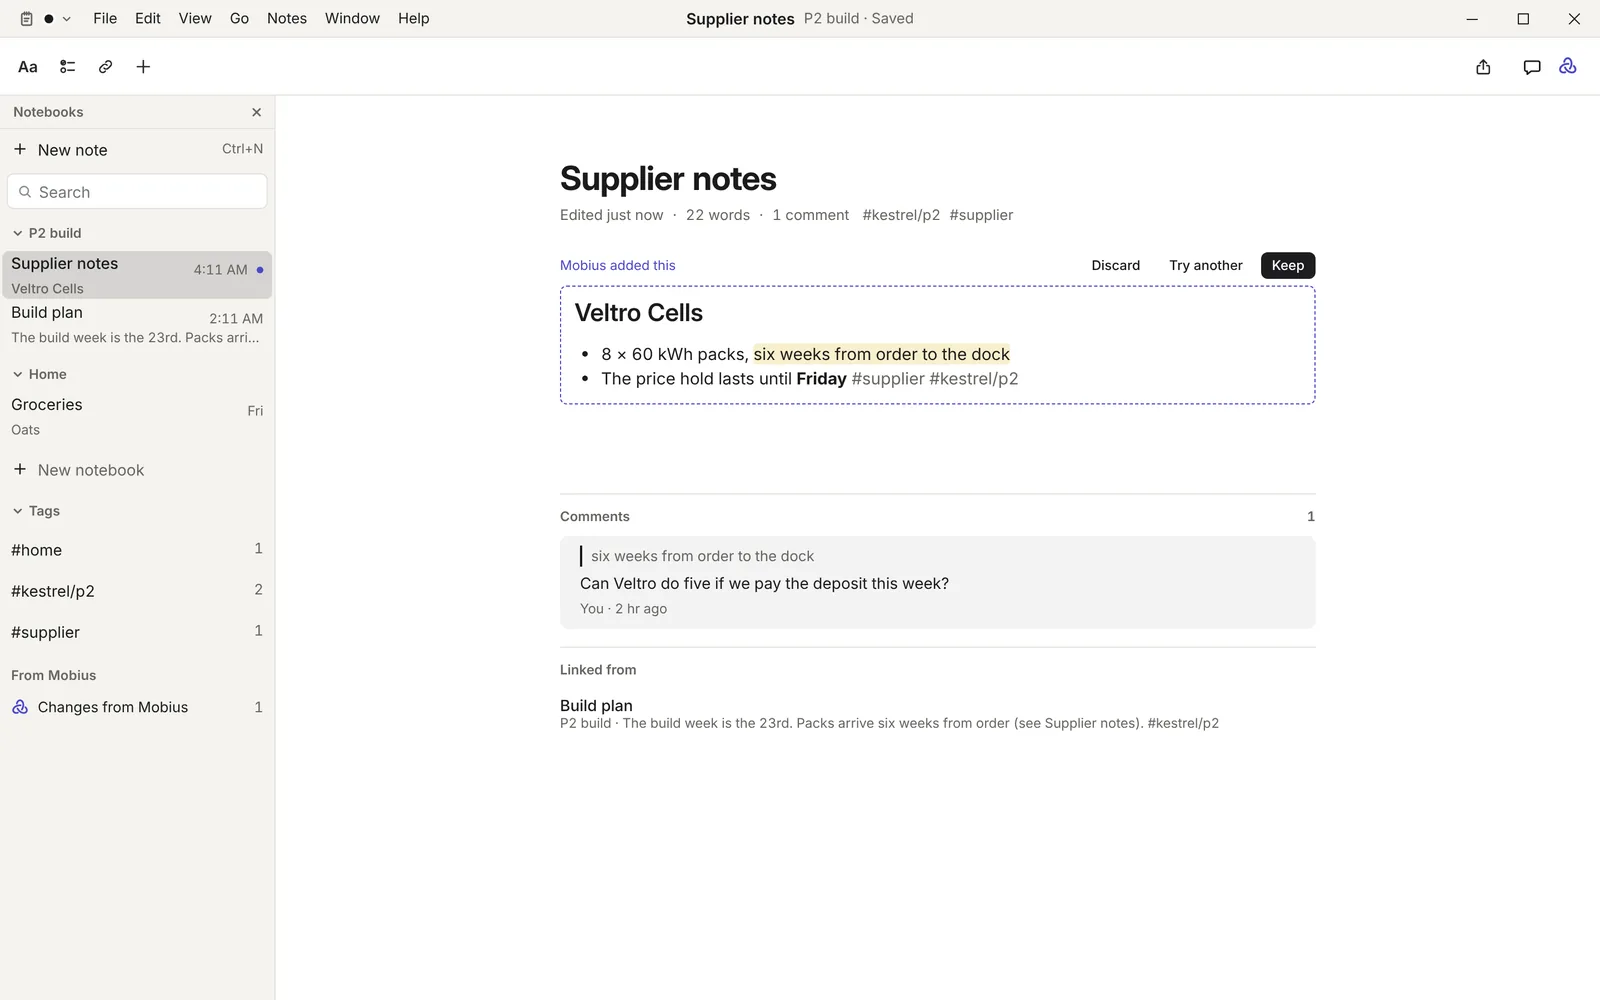 File Edit View Go Notes Window Help
Supplier notes P2 build · Saved
Aa
Notebooks
New note Ctrl+N
Search
P2 build
Supplier notes 4:11 AM
Veltro Cells
Build plan 2:11 AM
The build week is the 23rd. Packs arri...
Home
Groceries Fri
Oats
New notebook
Tags
#home 1
#kestrel/p2 2
#supplier 1
From Mobius
Changes from Mobius 1
Supplier notes
Edited just now · 22 words · 1 comment #kestrel/p2 #supplier
Mobius added this Discard Try another Keep
Veltro Cells
• 8 × 60 kWh packs, six weeks from order to the dock
• The price hold lasts until Friday #supplier #kestrel/p2
Comments 1
six weeks from order to the dock
Can Veltro do five if we pay the deposit this week?
You · 2 hr ago
Linked from
Build plan
P2 build · The build week is the 23rd. Packs arrive six weeks from order (see Supplier notes). #kestrel/p2